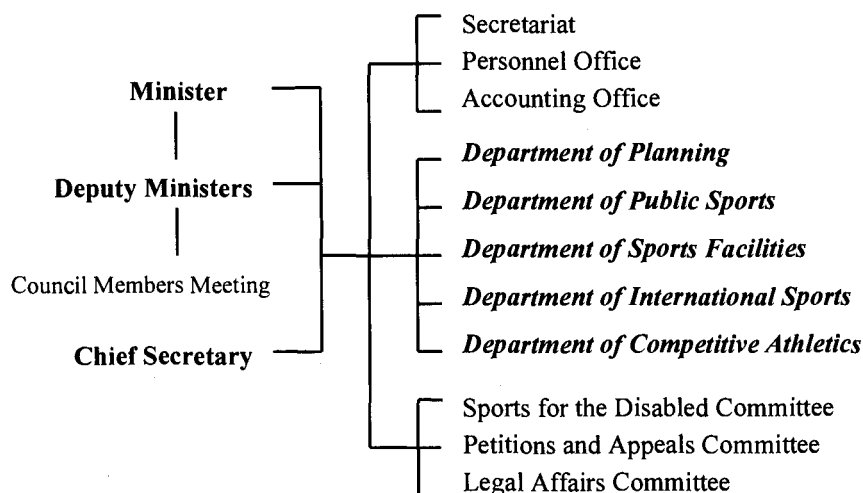 Minister
Deputy Ministers
Council Members Meeting
Chief Secretary
Secretariat
Personnel Office
Accounting Office
Department of Planning
Department of Public Sports
Department of Sports Facilities
Department of International Sports
Department of Competitive Athletics
Sports for the Disabled Committee
Petitions and Appeals Committee
Legal Affairs Committee